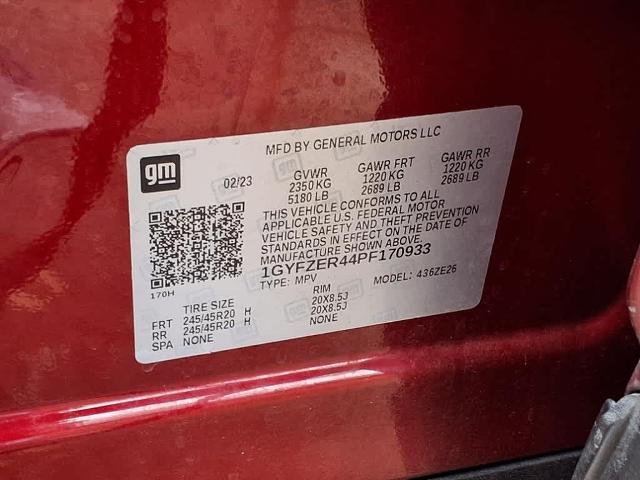 MFD BY GENERAL MOTORS LLC
gm
02/23
GVWR GAWR FRT GAWR RR
2350 KG 1220 KG 1220 KG
5180 LB 2689 LB 2689 LB
THIS VEHICLE CONFORMS TO ALL
APPLICABLE U.S. FEDERAL MOTOR
VEHICLE SAFETY AND THEFT PREVENTION
STANDARDS IN EFFECT ON THE DATE OF
MANUFACTURE SHOWN ABOVE.
1GYFZER44PF170933
TYPE: MPV MODEL: 436ZE26
170H
TIRE SIZE RIM
FRT 245/45R20 H 20X8.5J
RR 245/45R20 H 20X8.5J
SPA NONE NONE